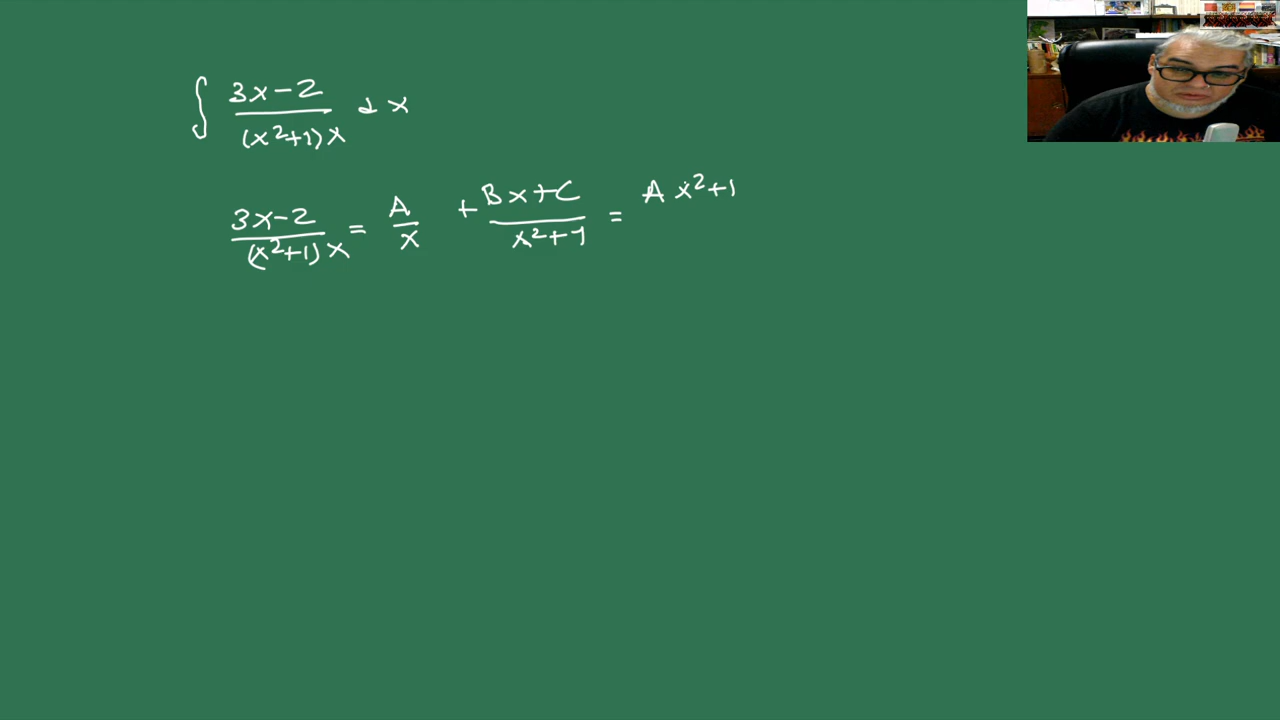 ∫ 3x-2 / (x²+1)x dx
3x-2 / (x²+1)x = A / x + Bx+C / x²+1 = A x²+1